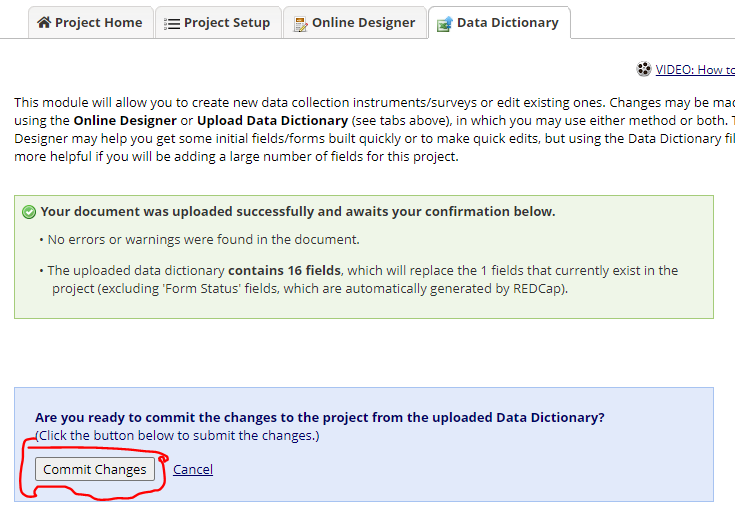 Project Home
Project Setup
Online Designer
Data Dictionary
VIDEO: How to
This module will allow you to create new data collection instruments/surveys or edit existing ones. Changes may be
using the Online Designer or Upload Data Dictionary (see tabs above), in which you may use either method or both.
Designer may help you get some initial fields/forms built quickly or to make quick edits, but using the Data Dictionary
more helpful if you will be adding a large number of fields for this project.
Your document was uploaded successfully and awaits your confirmation below.
• No errors or warnings were found in the document.
• The uploaded data dictionary contains 16 fields, which will replace the 1 fields that currently exist in the
project (excluding 'Form Status' fields, which are automatically generated by REDCap).
Are you ready to commit the changes to the project from the uploaded Data Dictionary?
(Click the button below to submit the changes.)
Commit Changes
Cancel